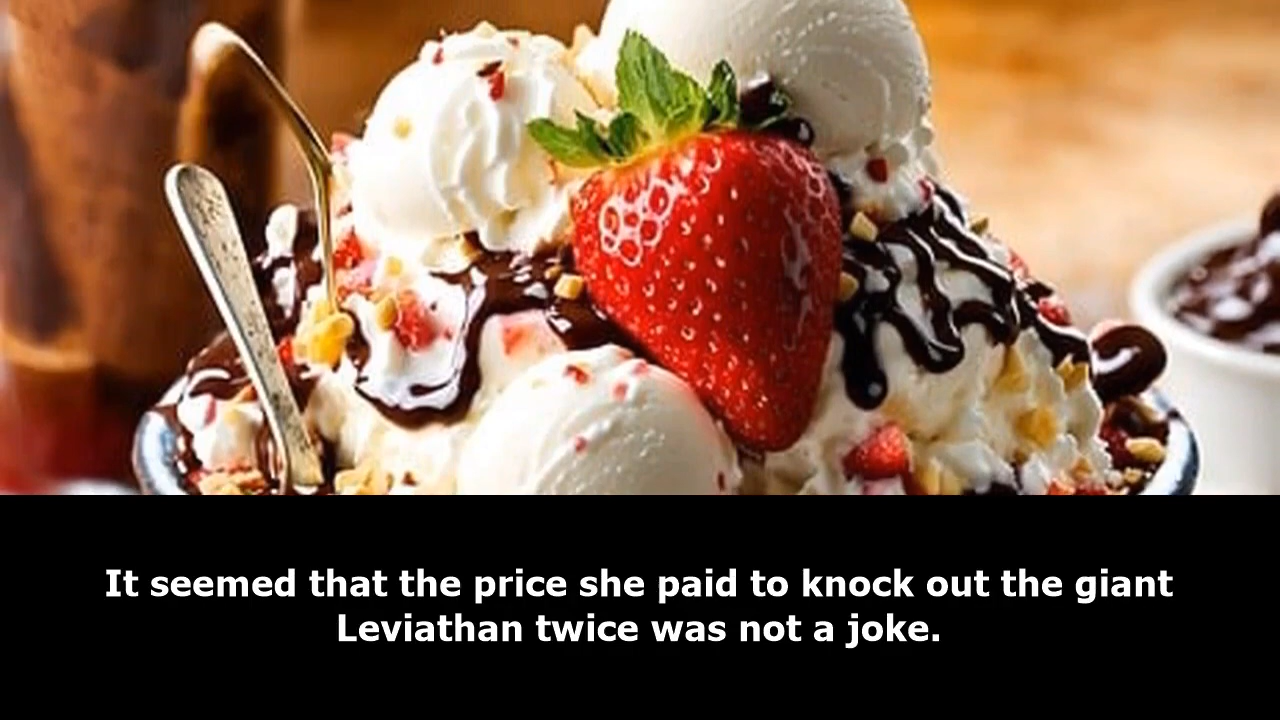 It seemed that the price she paid to knock out the giant
Leviathan twice was not a joke.